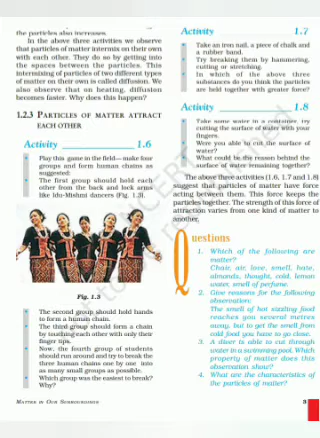 the particles also increases.
In the above three activities we observe
that particles of matter intermix on their own
with each other. They do so by getting into
the spaces between the particles. This
intermixing of particles of two different types
of matter on their own is called diffusion. We
also observe that on heating, diffusion
becomes faster. Why does this happen?
1.2.3 PARTICLES OF MATTER ATTRACT
EACH OTHER
Activity 1.6
• Play this game in the field— make four
groups and form human chains as
suggested:
• The first group should hold each
other from the back and lock arms
like Idu-Mishmi dancers (Fig. 1.3).
Fig. 1.3
• The second group should hold hands
to form a human chain.
• The third group should form a chain
by touching each other with only their
finger tips.
• Now, the fourth group of students
should run around and try to break the
three human chains one by one into
as many small groups as possible.
• Which group was the easiest to break?
Why?
MATTER IN OUR SURROUNDINGS
Activity 1.7
• Take an iron nail, a piece of chalk and
a rubber band.
• Try breaking them by hammering,
cutting or stretching.
• In which of the above three
substances do you think the particles
are held together with greater force?
Activity 1.8
• Take some water in a container, try
cutting the surface of water with your
fingers.
• Were you able to cut the surface of
water?
• What could be the reason behind the
surface of water remaining together?
The above three activities (1.6, 1.7 and 1.8)
suggest that particles of matter have force
acting between them. This force keeps the
particles together. The strength of this force of
attraction varies from one kind of matter to
another.
Questions
1. Which of the following are
matter?
Chair, air, love, smell, hate,
almonds, thought, cold, lemon
water, smell of perfume.
2. Give reasons for the following
observation:
The smell of hot sizzling food
reaches you several metres
away, but to get the smell from
cold food you have to go close.
3. A diver is able to cut through
water in a swimming pool. Which
property of matter does this
observation show?
4. What are the characteristics of
the particles of matter?
3